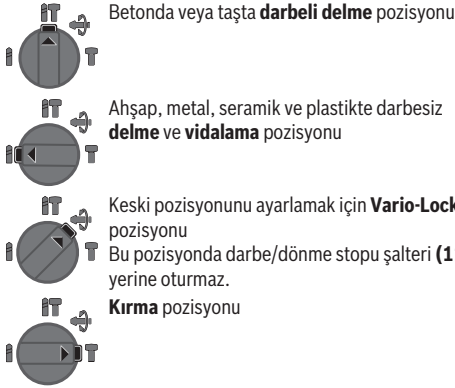 Betonda veya taşta darbeli delme pozisyonu
Ahşap, metal, seramik ve plastikte darbesiz
delme ve vidalama pozisyonu
Keski pozisyonunu ayarlamak için Vario-Lock
pozisyonu
Bu pozisyonda darbe/dönme stopu şalteri (1
yerine oturmaz.
Kırma pozisyonu